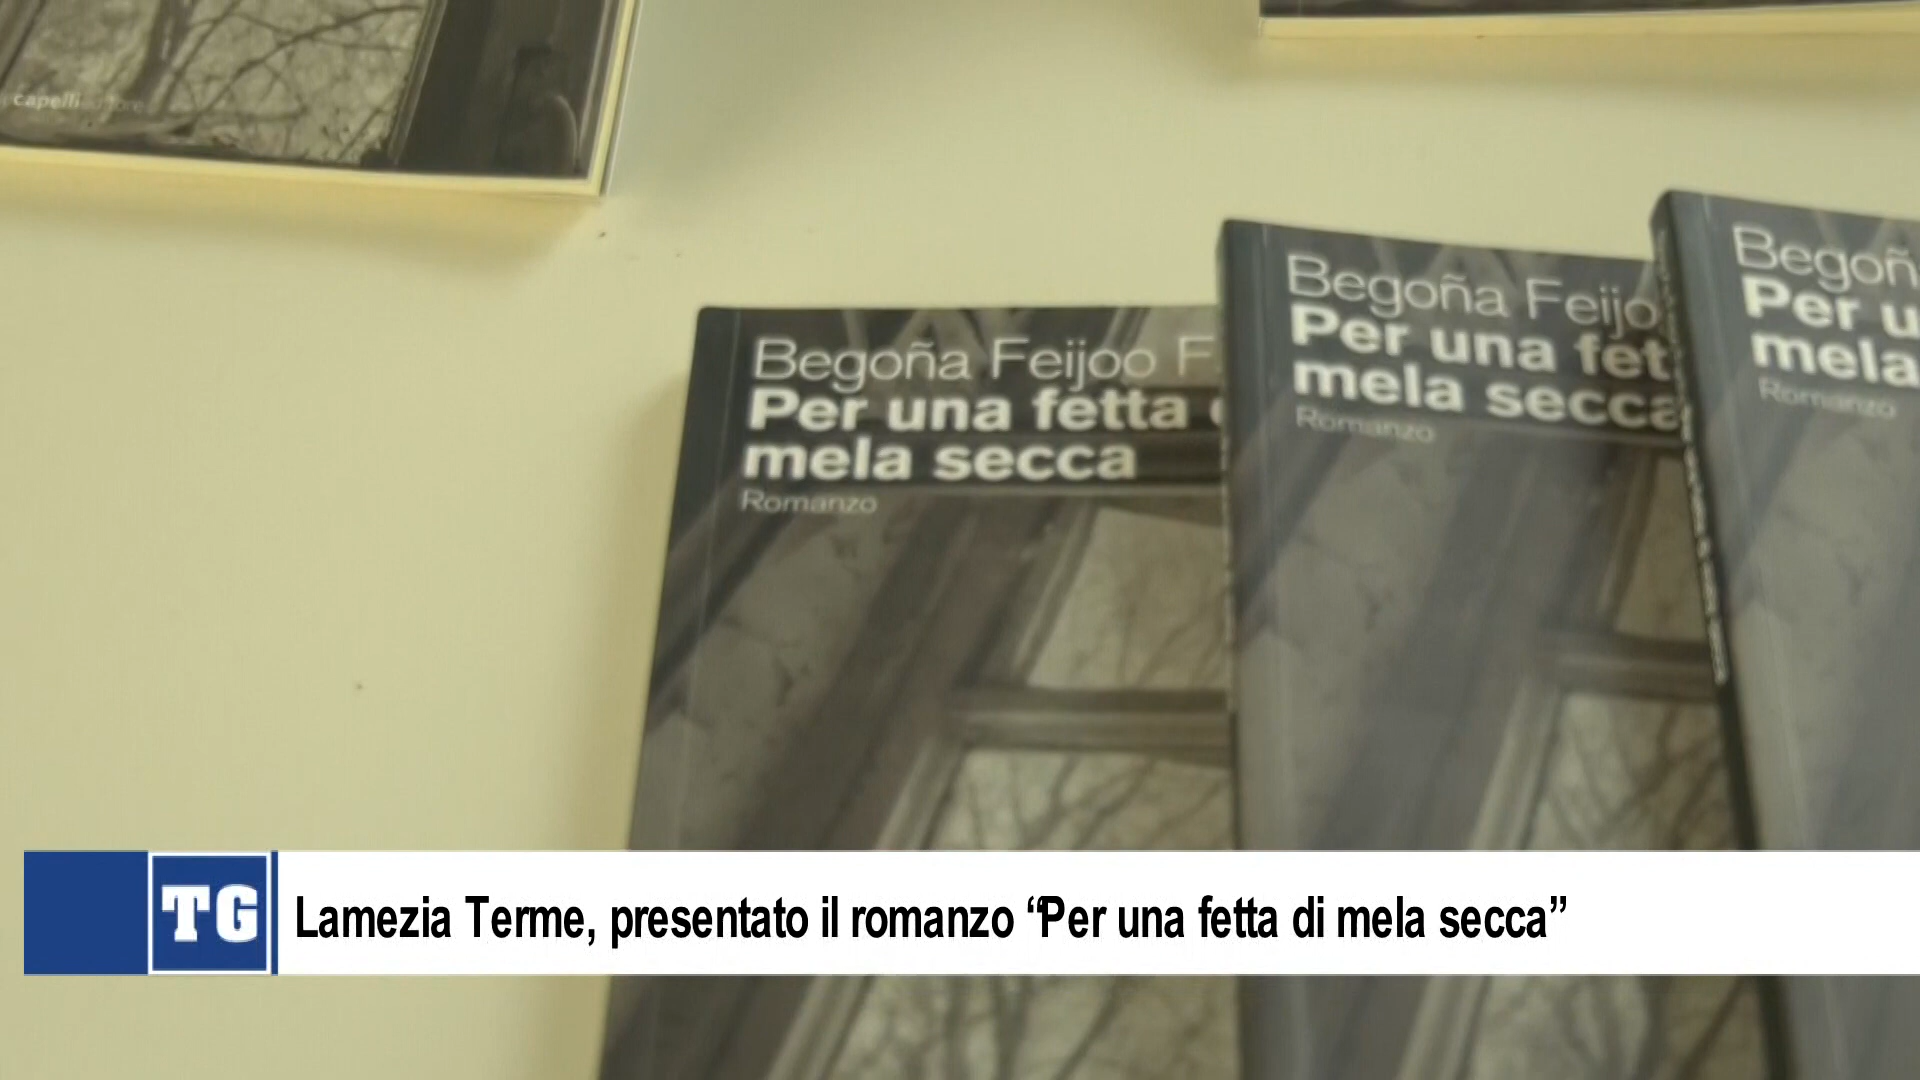 capelli
Begoña Feijoo F
Per una fetta
mela secca
Romanzo
Begoña Feijo
Per una fet
mela secca
Romanzo
Begoñ
Per u
mela
Romanzo
TG Lamezia Terme, presentato il romanzo “Per una fetta di mela secca”